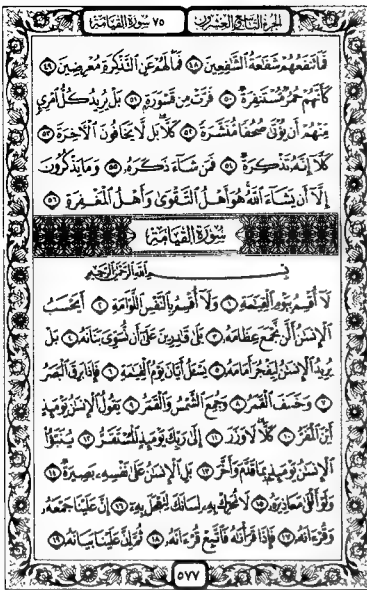 الجزء التاسع والعشرون ٧٥ سورة القيامة
فَمَا تَنفَعُهُمْ شَفَٰعَةُ ٱلشَّٰفِعِينَ ٤٨ فَمَا لَهُمْ عَنِ ٱلتَّذْكِرَةِ مُعْرِضِينَ ٤٩
كَأَنَّهُمْ حُمُرٌ مُّسْتَنفِرَةٌ ٥٠ فَرَّتْ مِن قَسْوَرَةٍ ٥١ بَلْ يُرِيدُ كُلُّ ٱمْرِئٍ
مِّنْهُمْ أَن يُؤْتَىٰ صُحُفًا مُّنَشَّرَةً ٥٢ كَلَّا بَل لَّا يَخَافُونَ ٱلْأَخِرَةَ ٥٣
كَلَّا إِنَّهُۥ تَذْكِرَةٌ ٥٤ فَمَن شَآءَ ذَكَرَهُۥ ٥٥ وَمَا يَذْكُرُونَ
إِلَّا أَن يَشَآءَ ٱللَّهُ هُوَ أَهْلُ ٱلتَّقْوَىٰ وَأَهْلُ ٱلْمَغْفِرَةِ ٥٦
سُورَةُ القِيَامَة
بِسْمِ ٱللَّهِ ٱلرَّحْمَٰنِ ٱلرَّحِيمِ
لَآ أُقْسِمُ بِيَوْمِ ٱلْقِيَٰمَةِ ١ وَلَآ أُقْسِمُ بِٱلنَّفْسِ ٱللَّوَّامَةِ ٢ أَيَحْسَبُ
ٱلْإِنسَٰنُ أَلَّن نَّجْمَعَ عِظَامَهُۥ ٣ بَلَىٰ قَٰدِرِينَ عَلَىٰٓ أَن نُّسَوِّىَ بَنَانَهُۥ ٤ بَلْ
يُرِيدُ ٱلْإِنسَٰنُ لِيَفْجُرَ أَمَامَهُۥ ٥ يَسْـَٔلُ أَيَّانَ يَوْمُ ٱلْقِيَٰمَةِ ٦ فَإِذَا بَرِقَ ٱلْبَصَرُ
٧ وَخَسَفَ ٱلْقَمَرُ ٨ وَجُمِعَ ٱلشَّمْسُ وَٱلْقَمَرُ ٩ يَقُولُ ٱلْإِنسَٰنُ يَوْمَئِذٍ
أَيْنَ ٱلْمَفَرُّ ١٠ كَلَّا لَا وَزَرَ ١١ إِلَىٰ رَبِّكَ يَوْمَئِذٍ ٱلْمُسْتَقَرُّ ١٢ يُنَبَّؤُا۟
ٱلْإِنسَٰنُ يَوْمَئِذٍۭ بِمَا قَدَّمَ وَأَخَّرَ ١٣ بَلِ ٱلْإِنسَٰنُ عَلَىٰ نَفْسِهِۦ بَصِيرَةٌ ١٤
وَلَوْ أَلْقَىٰ مَعَاذِيرَهُۥ ١٥ لَا تُحَرِّكْ بِهِۦ لِسَانَكَ لِتَعْجَلَ بِهِۦٓ ١٦ إِنَّ عَلَيْنَا جَمْعَهُۥ
وَقُرْءَانَهُۥ ١٧ فَإِذَا قَرَأْنَٰهُ فَٱتَّبِعْ قُرْءَانَهُۥ ١٨ ثُمَّ إِنَّ عَلَيْنَا بَيَانَهُۥ ١٩
٥٧٧